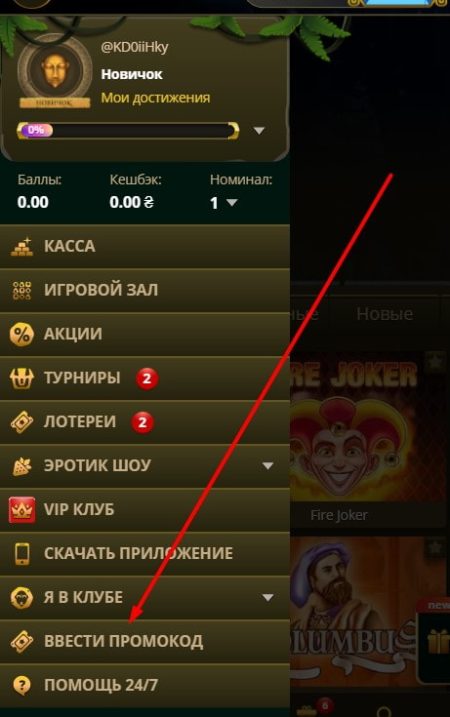 @KD0iiHky
Новичок
НОВИЧОК
Мои достижения
0%
Баллы: Кешбэк: Номинал:
0.00 0.00 ₴ 1
КАССА
ИГРОВОЙ ЗАЛ
АКЦИИ
ТУРНИРЫ 2
ЛОТЕРЕИ 2
ЭРОТИК ШОУ
VIP КЛУБ
СКАЧАТЬ ПРИЛОЖЕНИЕ
Я В КЛУБЕ
ВВЕСТИ ПРОМОКОД
ПОМОЩЬ 24/7
ные Новые
RE JOKER
Fire Joker
LUMBUS
new
6